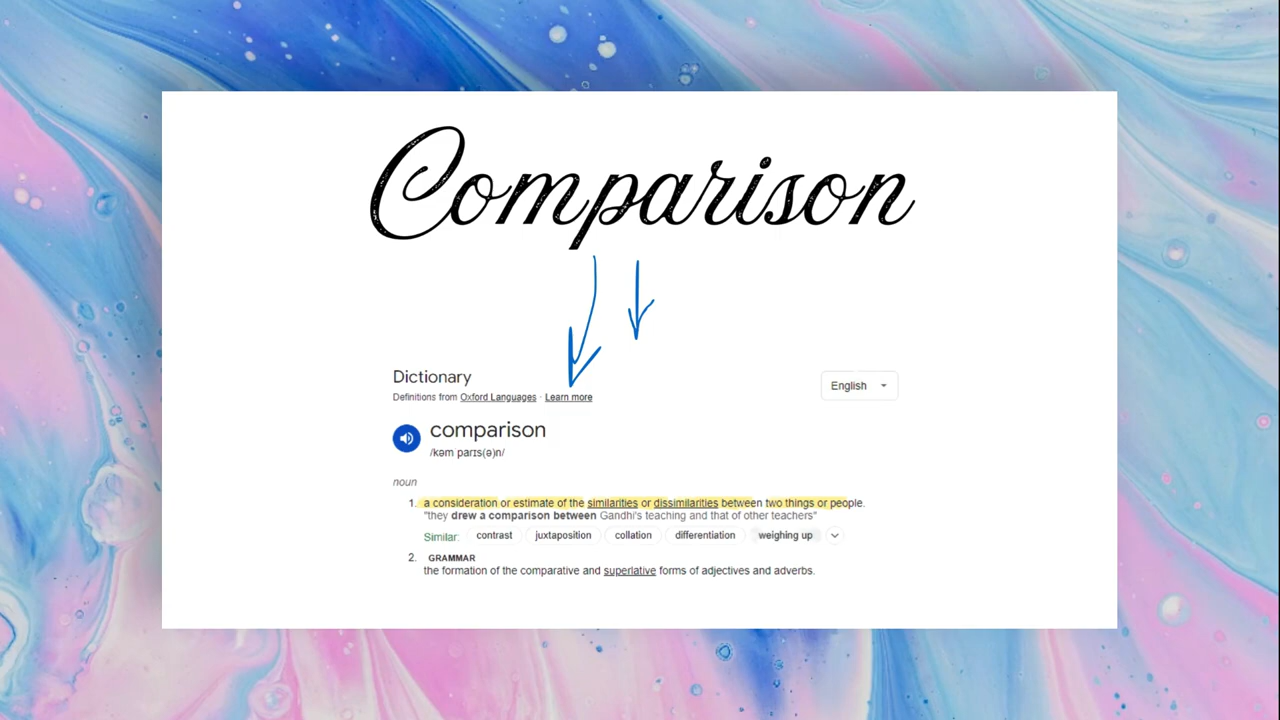 Comparison
Dictionary
English
Definitions from Oxford Languages · Learn more
comparison
/kəmˈparɪs(ə)n/
noun
1. a consideration or estimate of the similarities or dissimilarities between two things or people.
"they drew a comparison between Gandhi's teaching and that of other teachers"
Similar: contrast juxtaposition collation differentiation weighing up
2. GRAMMAR
the formation of the comparative and superlative forms of adjectives and adverbs.